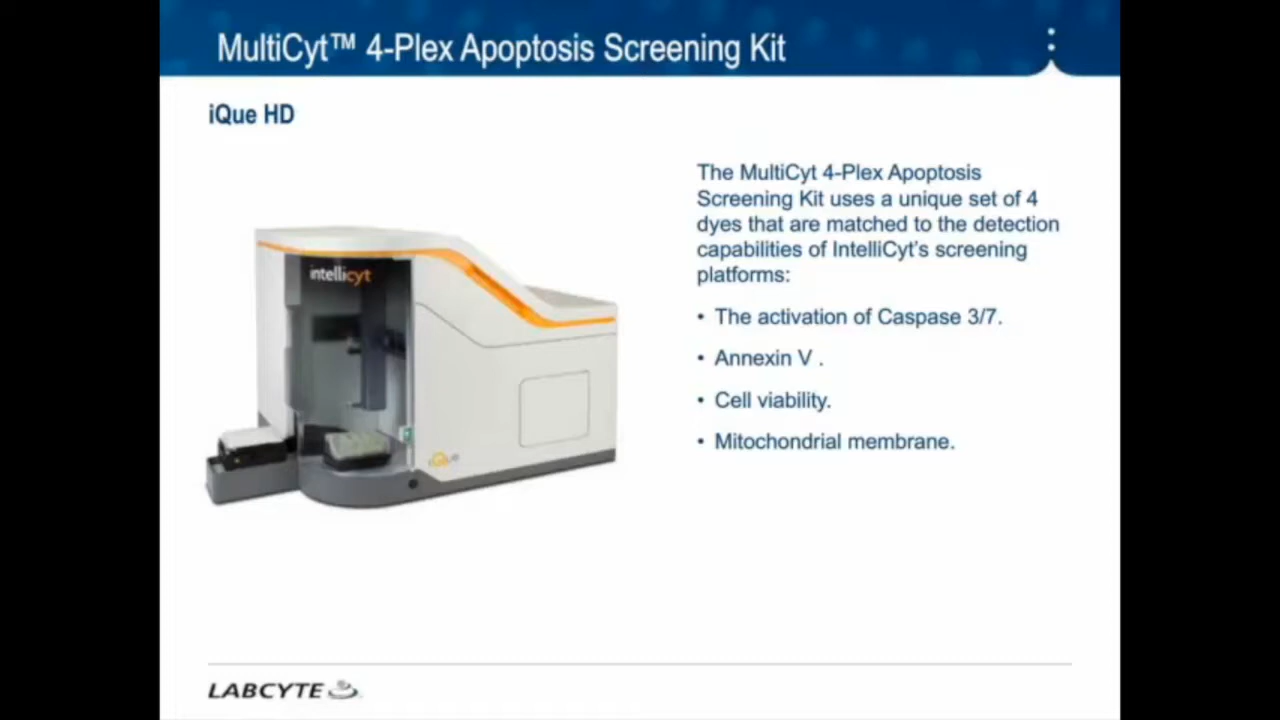 MultiCyt™ 4-Plex Apoptosis Screening Kit
iQue HD
The MultiCyt 4-Plex Apoptosis
Screening Kit uses a unique set of 4
dyes that are matched to the detection
capabilities of IntelliCyt's screening
platforms:
• The activation of Caspase 3/7.
• Annexin V .
• Cell viability.
• Mitochondrial membrane.
intellicyt
LABCYTE